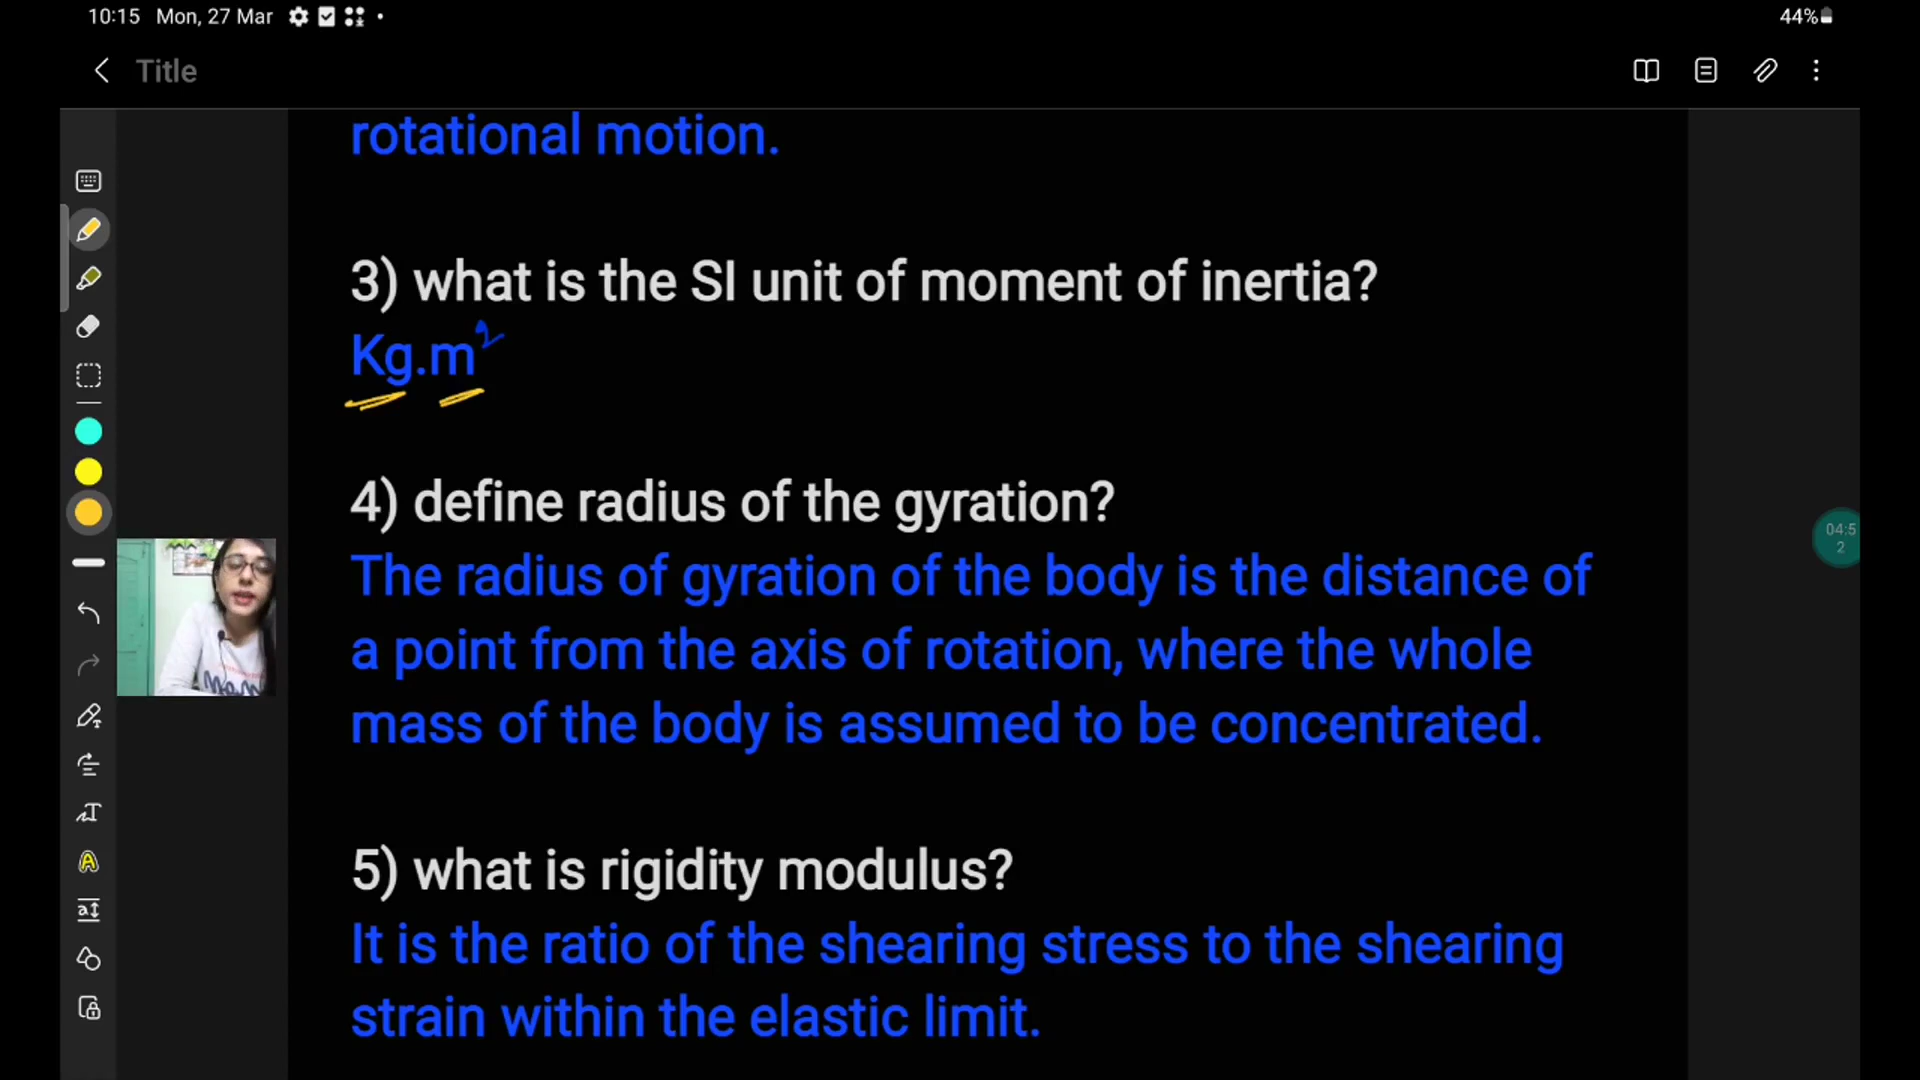 10:15 Mon, 27 Mar
44%
Title
rotational motion.
3) what is the SI unit of moment of inertia?
Kg.m²
4) define radius of the gyration?
The radius of gyration of the body is the distance of
a point from the axis of rotation, where the whole
mass of the body is assumed to be concentrated.
04:5
2
5) what is rigidity modulus?
It is the ratio of the shearing stress to the shearing
strain within the elastic limit.